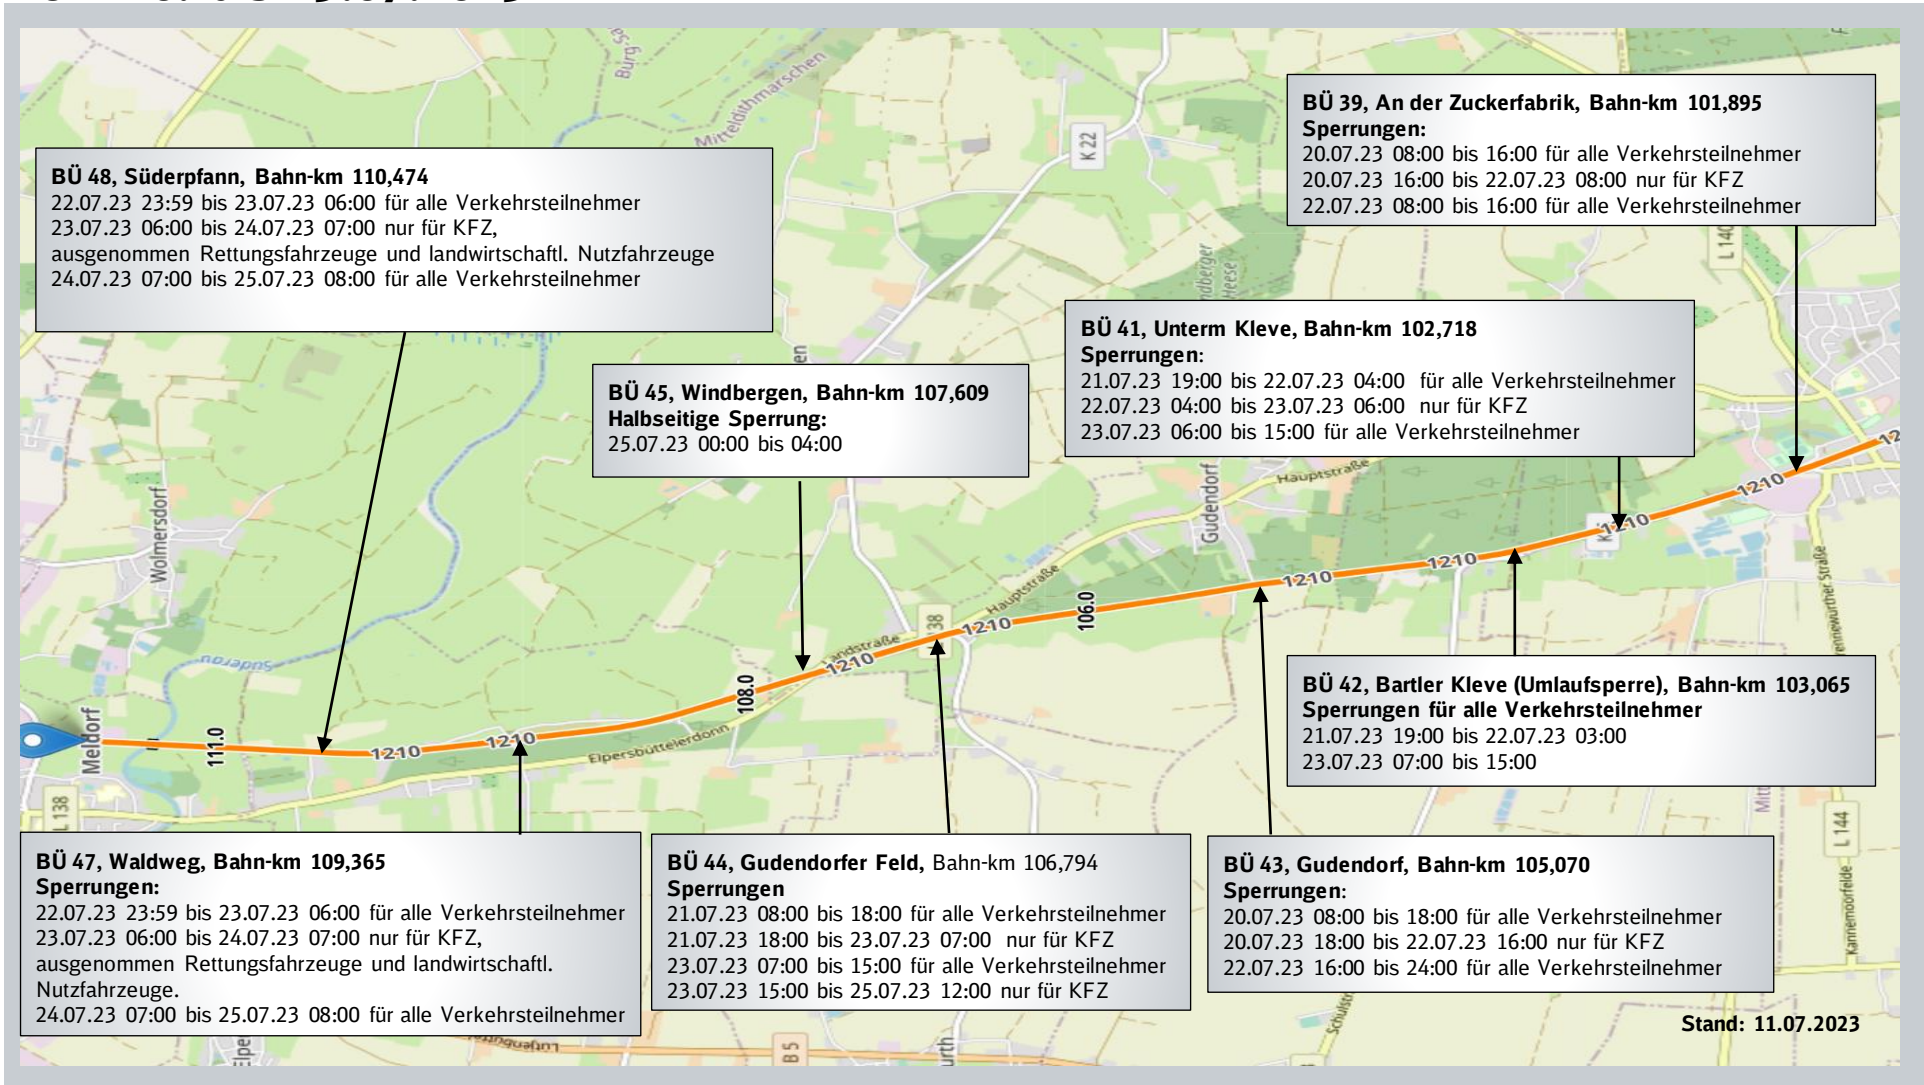 BÜ 39, An der Zuckerfabrik, Bahn-km 101,895
Sperrungen:
20.07.23 08:00 bis 16:00 für alle Verkehrsteilnehmer
20.07.23 16:00 bis 22.07.23 08:00 nur für KFZ
22.07.23 08:00 bis 16:00 für alle Verkehrsteilnehmer
BÜ 48, Süderpfann, Bahn-km 110,474
22.07.23 23:59 bis 23.07.23 06:00 für alle Verkehrsteilnehmer
23.07.23 06:00 bis 24.07.23 07:00 nur für KFZ,
ausgenommen Rettungsfahrzeuge und landwirtschaftl. Nutzfahrzeuge
24.07.23 07:00 bis 25.07.23 08:00 für alle Verkehrsteilnehmer
BÜ 41, Unterm Kleve, Bahn-km 102,718
Sperrungen:
21.07.23 19:00 bis 22.07.23 04:00 für alle Verkehrsteilnehmer
22.07.23 04:00 bis 23.07.23 06:00 nur für KFZ
23.07.23 06:00 bis 15:00 für alle Verkehrsteilnehmer
BÜ 45, Windbergen, Bahn-km 107,609
Halbseitige Sperrung:
25.07.23 00:00 bis 04:00
BÜ 42, Bartler Kleve (Umlaufsperre), Bahn-km 103,065
Sperrungen für alle Verkehrsteilnehmer
21.07.23 19:00 bis 22.07.23 03:00
23.07.23 07:00 bis 15:00
BÜ 47, Waldweg, Bahn-km 109,365
Sperrungen:
22.07.23 23:59 bis 23.07.23 06:00 für alle Verkehrsteilnehmer
23.07.23 06:00 bis 24.07.23 07:00 nur für KFZ,
ausgenommen Rettungsfahrzeuge und landwirtschaftl.
Nutzfahrzeuge.
24.07.23 07:00 bis 25.07.23 08:00 für alle Verkehrsteilnehmer
BÜ 44, Gudendorfer Feld, Bahn-km 106,794
Sperrungen
21.07.23 08:00 bis 18:00 für alle Verkehrsteilnehmer
21.07.23 18:00 bis 23.07.23 07:00 nur für KFZ
23.07.23 07:00 bis 15:00 für alle Verkehrsteilnehmer
23.07.23 15:00 bis 25.07.23 12:00 nur für KFZ
BÜ 43, Gudendorf, Bahn-km 105,070
Sperrungen:
20.07.23 08:00 bis 18:00 für alle Verkehrsteilnehmer
20.07.23 18:00 bis 22.07.23 16:00 nur für KFZ
22.07.23 16:00 bis 24:00 für alle Verkehrsteilnehmer
Stand: 11.07.2023
Mitteldithmarschen
K 22
L 140
Wolmersdorf
Gudendorf
Hauptstraße
Hauptstraße
Süderau
Meldorf
111.0
108.0
106.0
1210
1210
1210
1210
1210
1210
1210
1210
Elpersbüttelerdonn
L 138
L 144
B 5